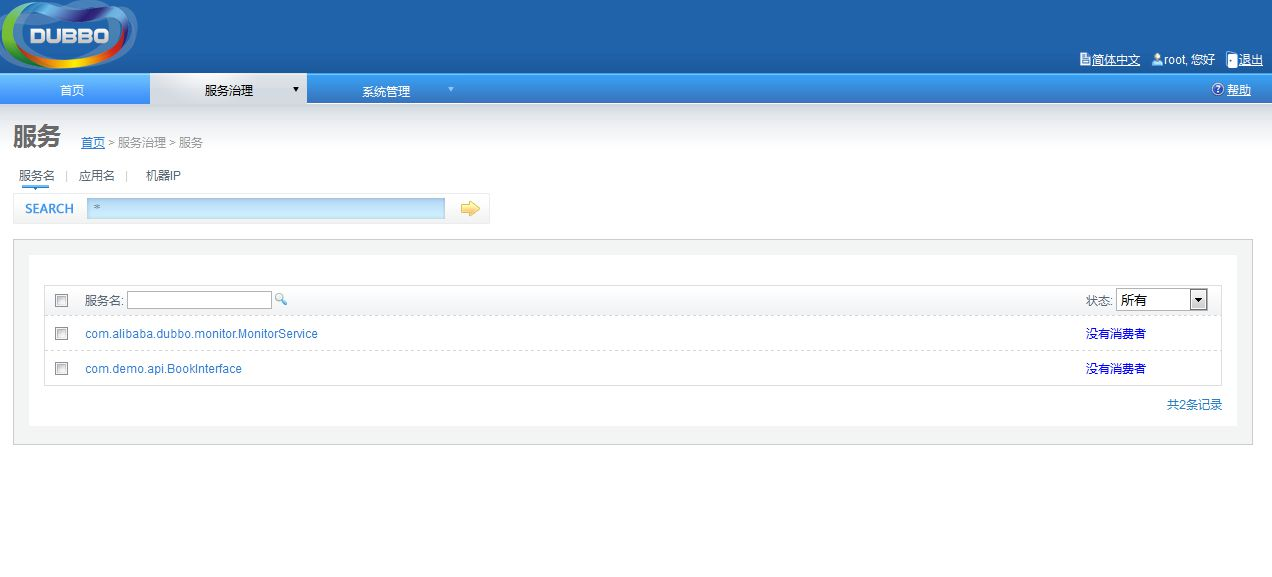 DUBBO
简体中文 root, 您好 退出
首页 服务治理 系统管理 帮助
服务 首页 > 服务治理 > 服务
服务名 | 应用名 | 机器IP
SEARCH *
服务名: 状态: 所有
com.alibaba.dubbo.monitor.MonitorService 没有消费者
com.demo.api.BookInterface 没有消费者
共2条记录